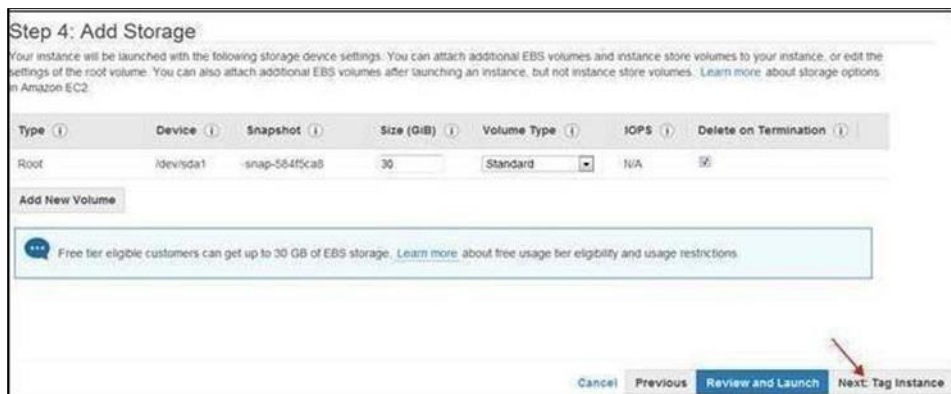 Step 4: Add Storage
Your instance will be launched with the following storage device settings. You can attach additional EBS volumes and instance store volumes to your instance, or edit the
settings of the root volume. You can also attach additional EBS volumes after launching an instance, but not instance store volumes. Learn more about storage options
in Amazon EC2.
Type Device Snapshot Size (GiB) Volume Type IOPS Delete on Termination
Root /dev/sda1 snap-584f5ca8 30 Standard N/A
Add New Volume
Free tier eligible customers can get up to 30 GB of EBS storage. Learn more about free usage tier eligibility and usage restrictions
Cancel Previous Review and Launch Next: Tag Instance